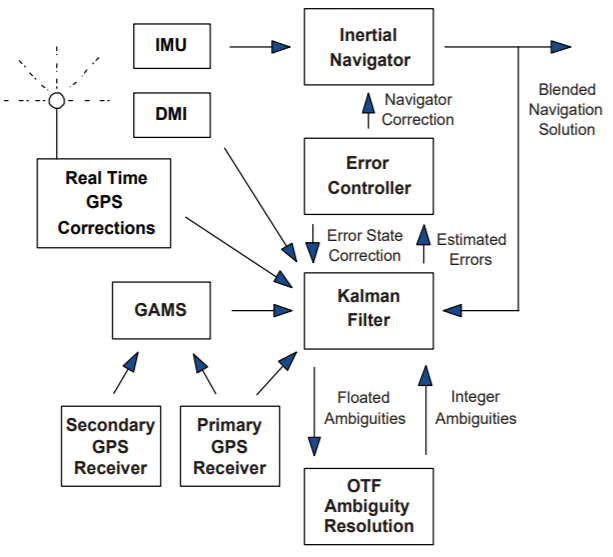 IMU
Inertial
Navigator
Blended
Navigation
Solution
DMI
Navigator
Correction
Real Time
GPS
Corrections
Error
Controller
Error State
Correction
Estimated
Errors
GAMS
Kalman
Filter
Floated
Ambiguities
Integer
Ambiguities
Secondary
GPS
Receiver
Primary
GPS
Receiver
OTF
Ambiguity
Resolution